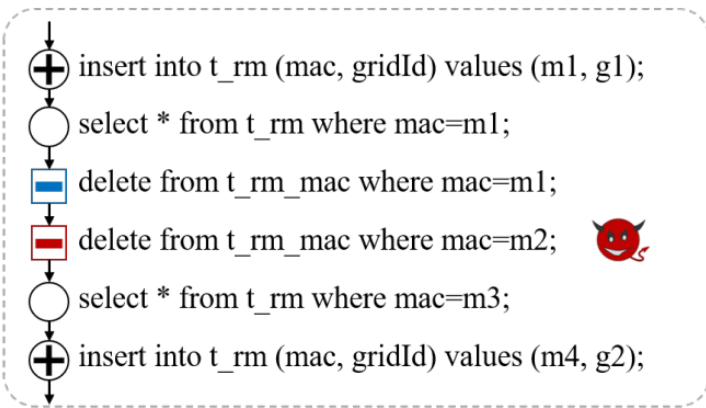 insert into t_rm (mac, gridId) values (m1, g1);
select * from t_rm where mac=m1;
delete from t_rm_mac where mac=m1;
delete from t_rm_mac where mac=m2;
select * from t_rm where mac=m3;
insert into t_rm (mac, gridId) values (m4, g2);